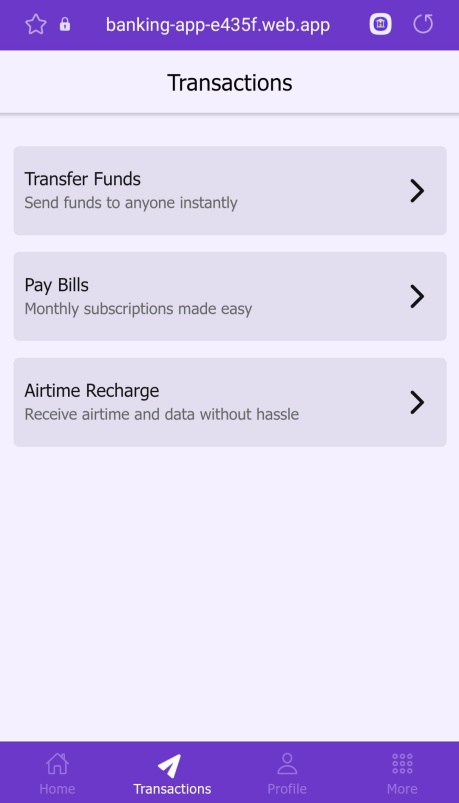 banking-app-e435f.web.app
Transactions
Transfer Funds
Send funds to anyone instantly
Pay Bills
Monthly subscriptions made easy
Airtime Recharge
Receive airtime and data without hassle
Home Transactions Profile More